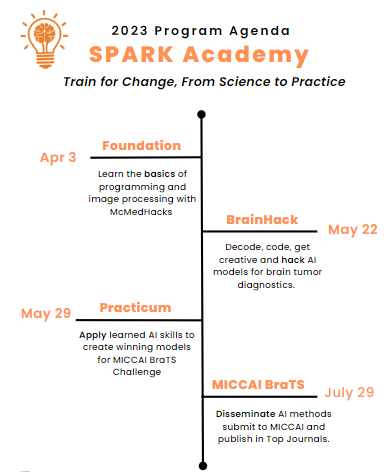 2023 Program Agenda
SPARK Academy
Train for Change, From Science to Practice
Foundation
Apr 3
Learn the basics of
programming and
image processing with
McMedHacks
BrainHack
May 22
Decode, code, get
creative and hack AI
models for brain tumor
diagnostics.
Practicum
May 29
Apply learned AI skills to
create winning models
for MICCAI BraTS
Challenge
MICCAI BraTS
July 29
Disseminate AI methods
submit to MICCAI and
publish in Top Journals.